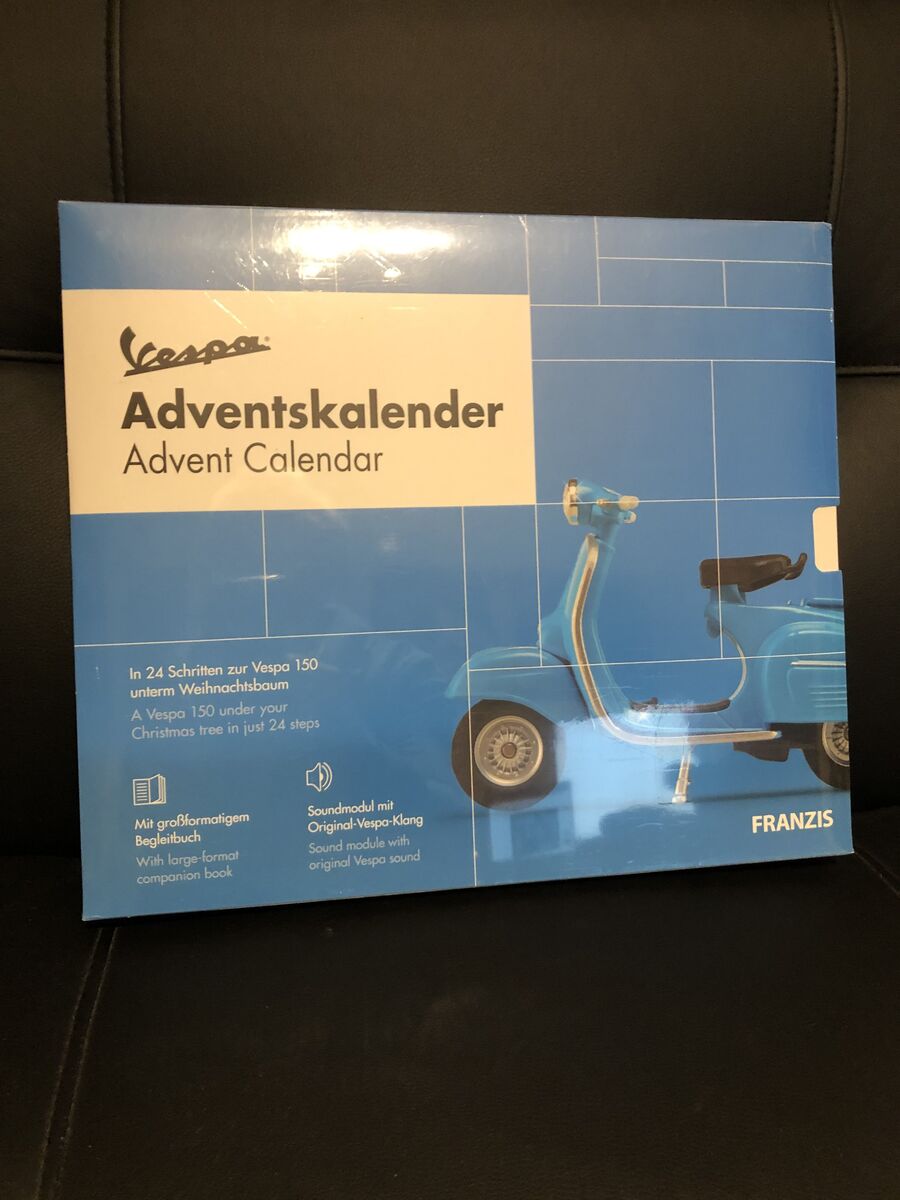 Vespa
Adventskalender
Advent Calendar
In 24 Schritten zur Vespa 150
unterm Weihnachtsbaum
A Vespa 150 under your
Christmas tree in just 24 steps
Mit großformatigem
Begleitbuch
With large-format
companion book
Soundmodul mit
Original-Vespa-Klang
Sound module with
original Vespa sound
FRANZIS